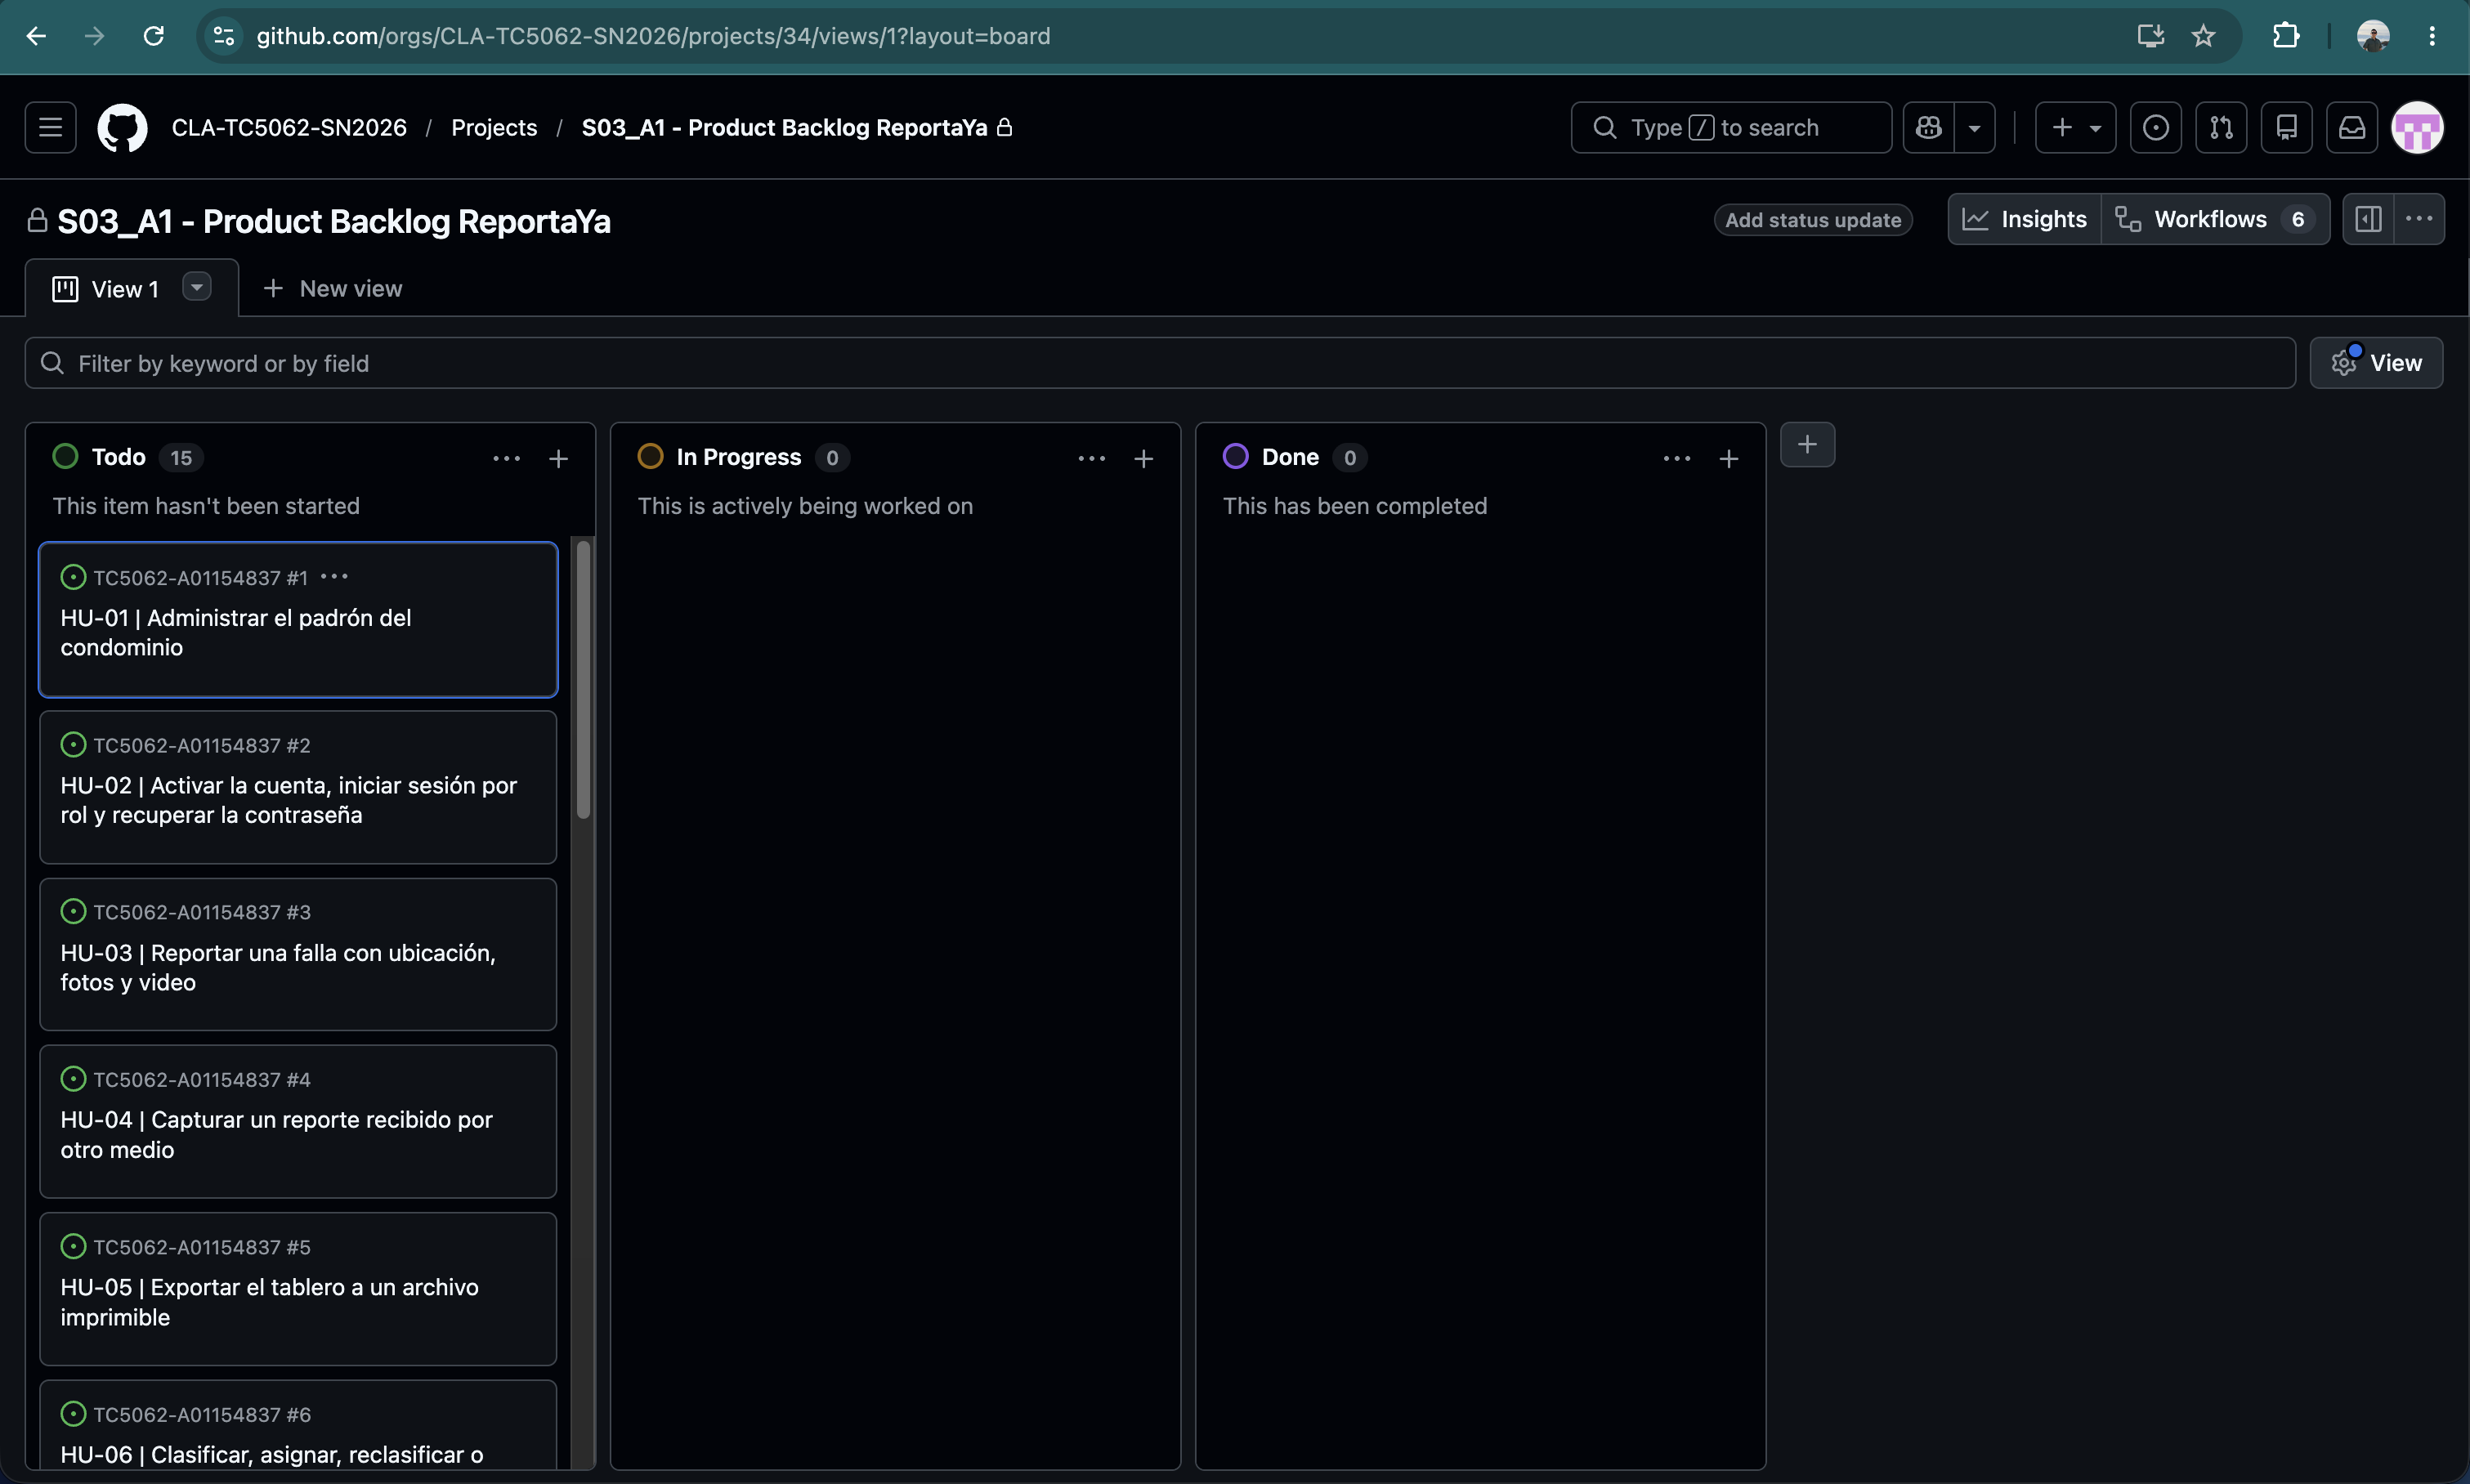 github.com/orgs/CLA-TC5062-SN2026/projects/34/views/1?layout=board
CLA-TC5062-SN2026 / Projects / S03_A1 - Product Backlog ReportaYa
Type / to search
S03_A1 - Product Backlog ReportaYa
Add status update
Insights
Workflows 6
View 1
New view
Filter by keyword or by field
View
Todo 15
This item hasn't been started
TC5062-A01154837 #1
HU-01 | Administrar el padrón del
condominio
TC5062-A01154837 #2
HU-02 | Activar la cuenta, iniciar sesión por
rol y recuperar la contraseña
TC5062-A01154837 #3
HU-03 | Reportar una falla con ubicación,
fotos y video
TC5062-A01154837 #4
HU-04 | Capturar un reporte recibido por
otro medio
TC5062-A01154837 #5
HU-05 | Exportar el tablero a un archivo
imprimible
TC5062-A01154837 #6
HU-06 | Clasificar, asignar, reclasificar o
In Progress 0
This is actively being worked on
Done 0
This has been completed